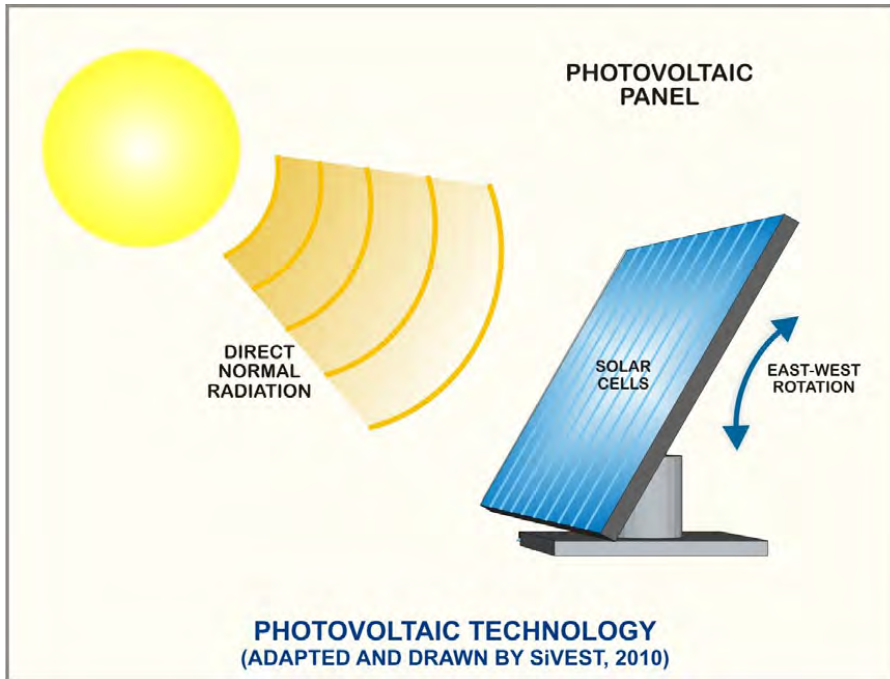 PHOTOVOLTAIC
PANEL
DIRECT
NORMAL
RADIATION
SOLAR
CELLS
EAST-WEST
ROTATION
PHOTOVOLTAIC TECHNOLOGY
(ADAPTED AND DRAWN BY SiVEST, 2010)